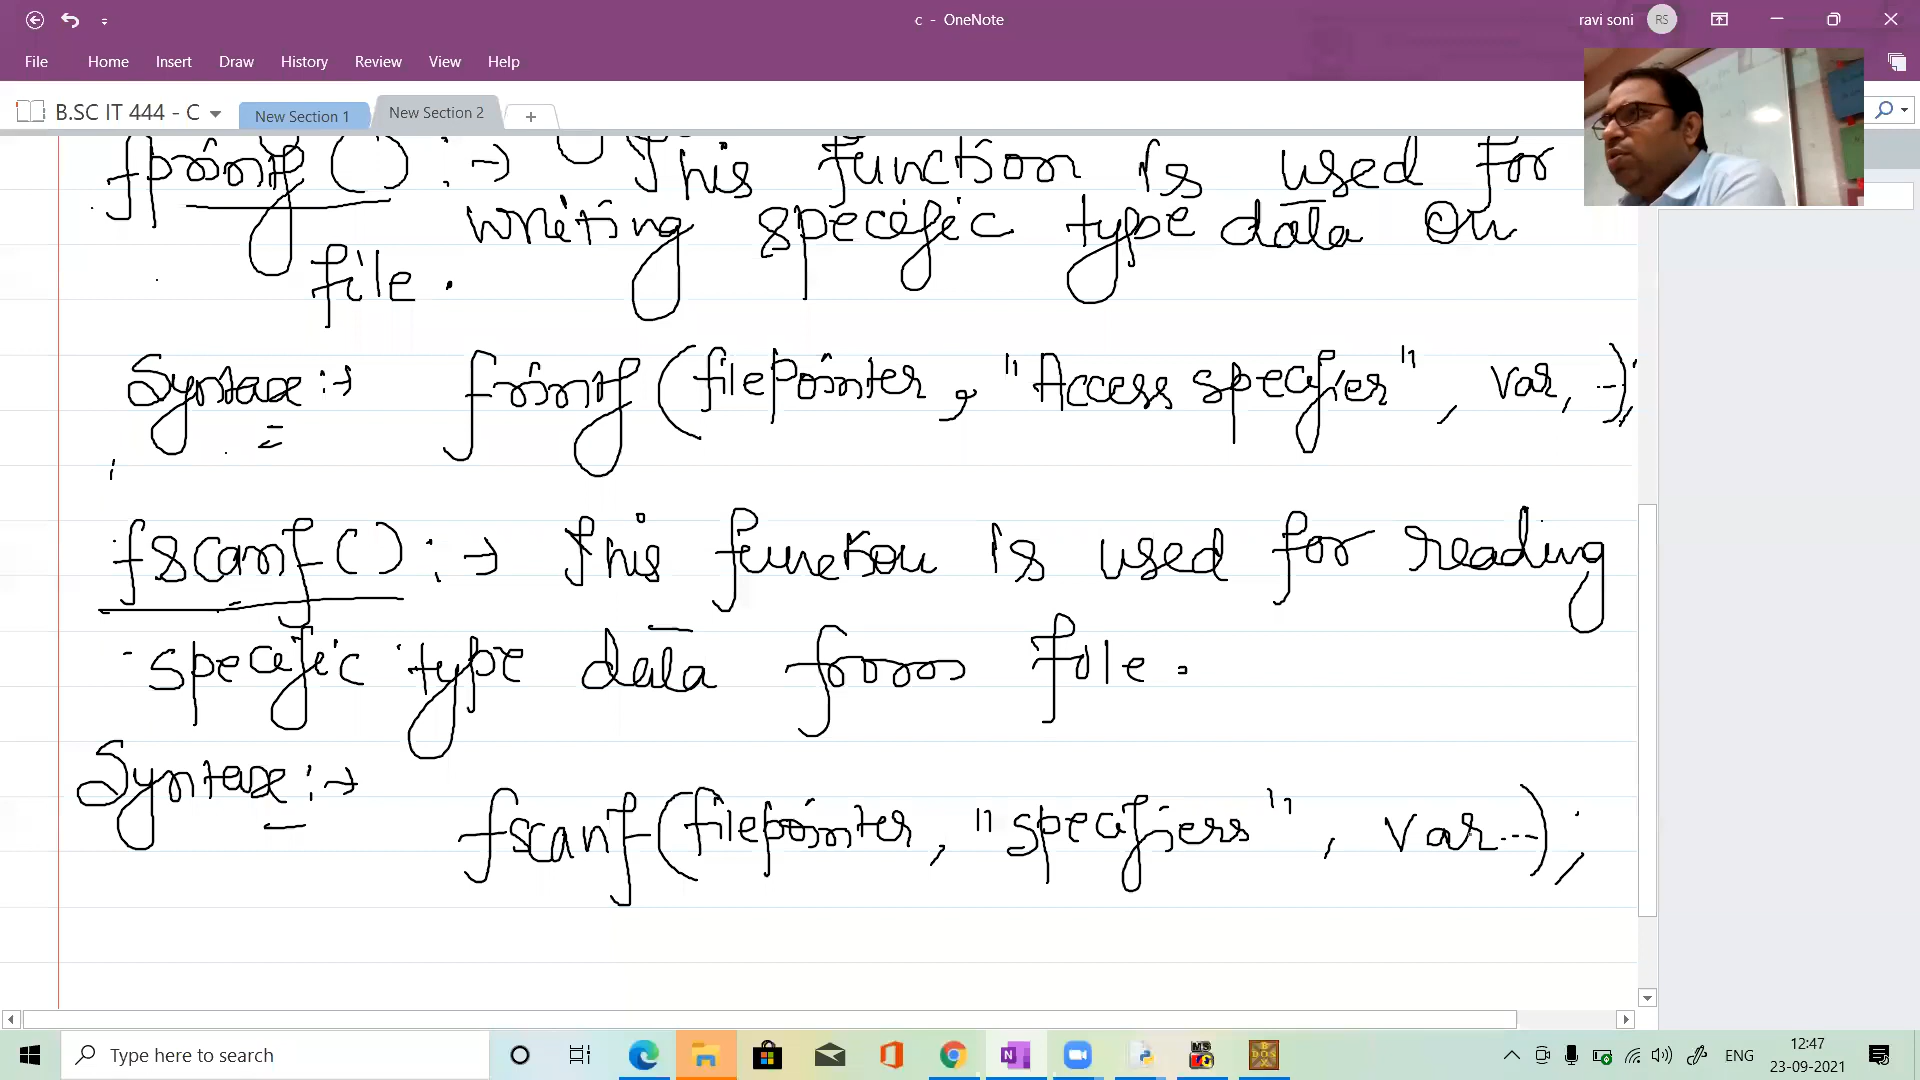 c - OneNote
ravi soni RS
File Home Insert Draw History Review View Help
B.SC IT 444 - C New Section 1 New Section 2 +
fprintf() :→ This function is used for
writing specific type data on
file.
Syntax :→ frintf(filepointer, "Access specifier", var, --);
fscanf() :→ This function is used for reading
specific type data from file.
Syntax :→
fscanf(filepointer, "specifiers", var---);
Type here to search
ENG
12:47
23-09-2021